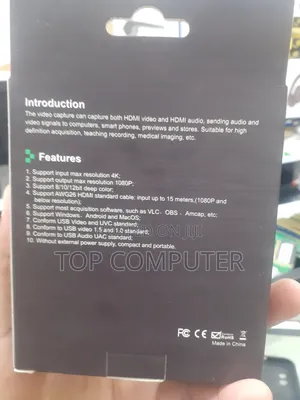 Introduction
The video capture can capture both HDMI video and HDMI audio, sending audio and
video signals to computers, smart phones, previews and stores. Suitable for high
definition acquisition, teaching recording, medical imaging, etc.
Features
1. Support input max resolution 4K;
2. Support output max resolution 1080P;
3. Support 8/10/12bit deep color;
4. Support AWG26 HDMI standard cable: input up to 15 meters (1080P and
below resolution);
5. Support most acquisition software, such as VLC、OBS、Amcap, etc;
6. Support Windows、Android and MacOS;
7. Conform USB Video and UVC standard;
8. Conform to USB video 1.5 and 1.0 standard;
9. Conform to USB Audio UAC standard;
10. Without external power supply, compact and portable.
TOP COMPUTER
FC CE RoHS
Made in China